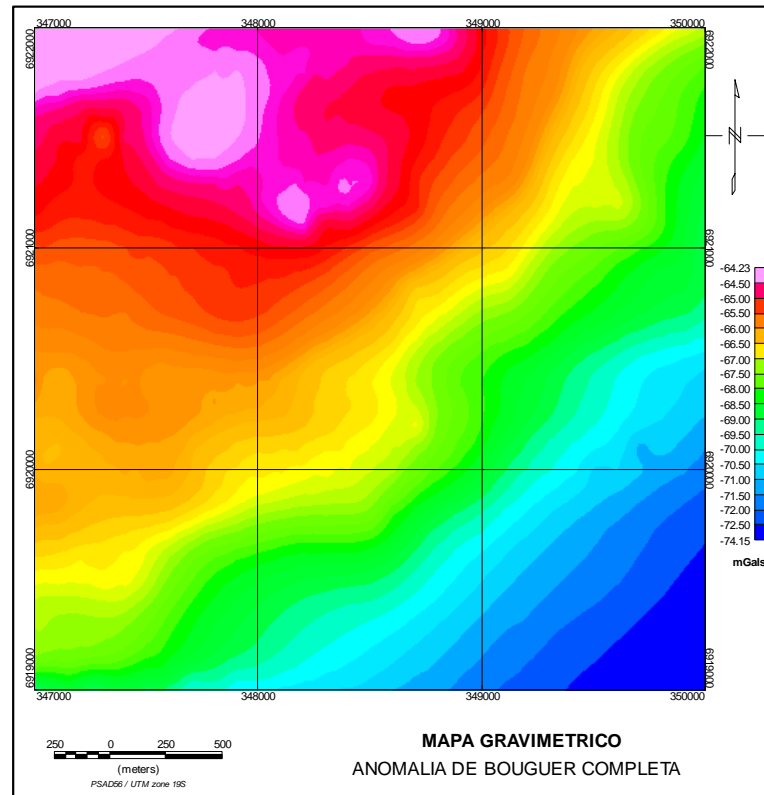 347000 348000 349000 350000
6922000 6922000
6921000 6921000
6920000 6920000
6919000 6919000
347000 348000 349000 350000
N
-64.23
-64.50
-65.00
-65.50
-66.00
-66.50
-67.00
-67.50
-68.00
-68.50
-69.00
-69.50
-70.00
-70.50
-71.50
-72.00
-72.50
-74.15
mGals
250 0 250 500
(meters)
PSAD56 / UTM zone 19S
MAPA GRAVIMETRICO
ANOMALIA DE BOUGUER COMPLETA